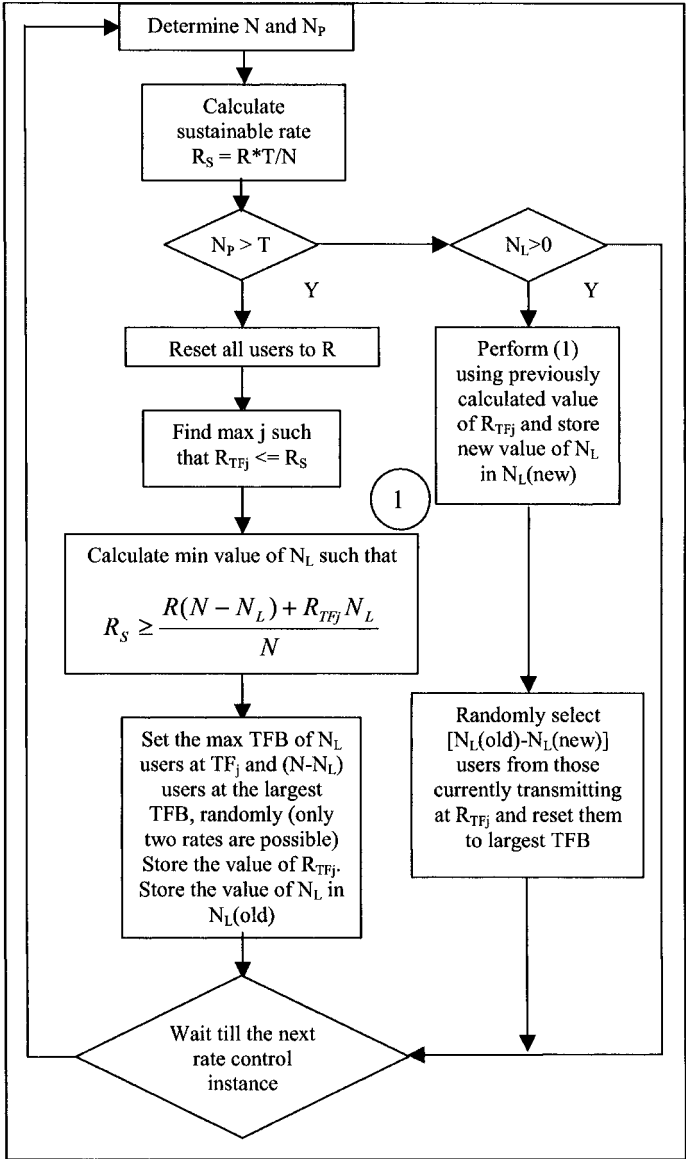 Determine N and N_P
Calculate
sustainable rate
R_S = R*T/N
N_P > T
Y
Reset all users to R
Find max j such
that R_TFj <= R_S
1
Calculate min value of N_L such that
R_S ≥ (R(N − N_L) + R_TFj N_L) / N
Set the max TFB of N_L
users at TF_j and (N-N_L)
users at the largest
TFB, randomly (only
two rates are possible)
Store the value of R_TFj.
Store the value of N_L in
N_L(old)
N_L>0
Y
Perform (1)
using previously
calculated value
of R_TFj and store
new value of N_L
in N_L(new)
Randomly select
[N_L(old)-N_L(new)]
users from those
currently transmitting
at R_TFj and reset them
to largest TFB
Wait till the next
rate control
instance